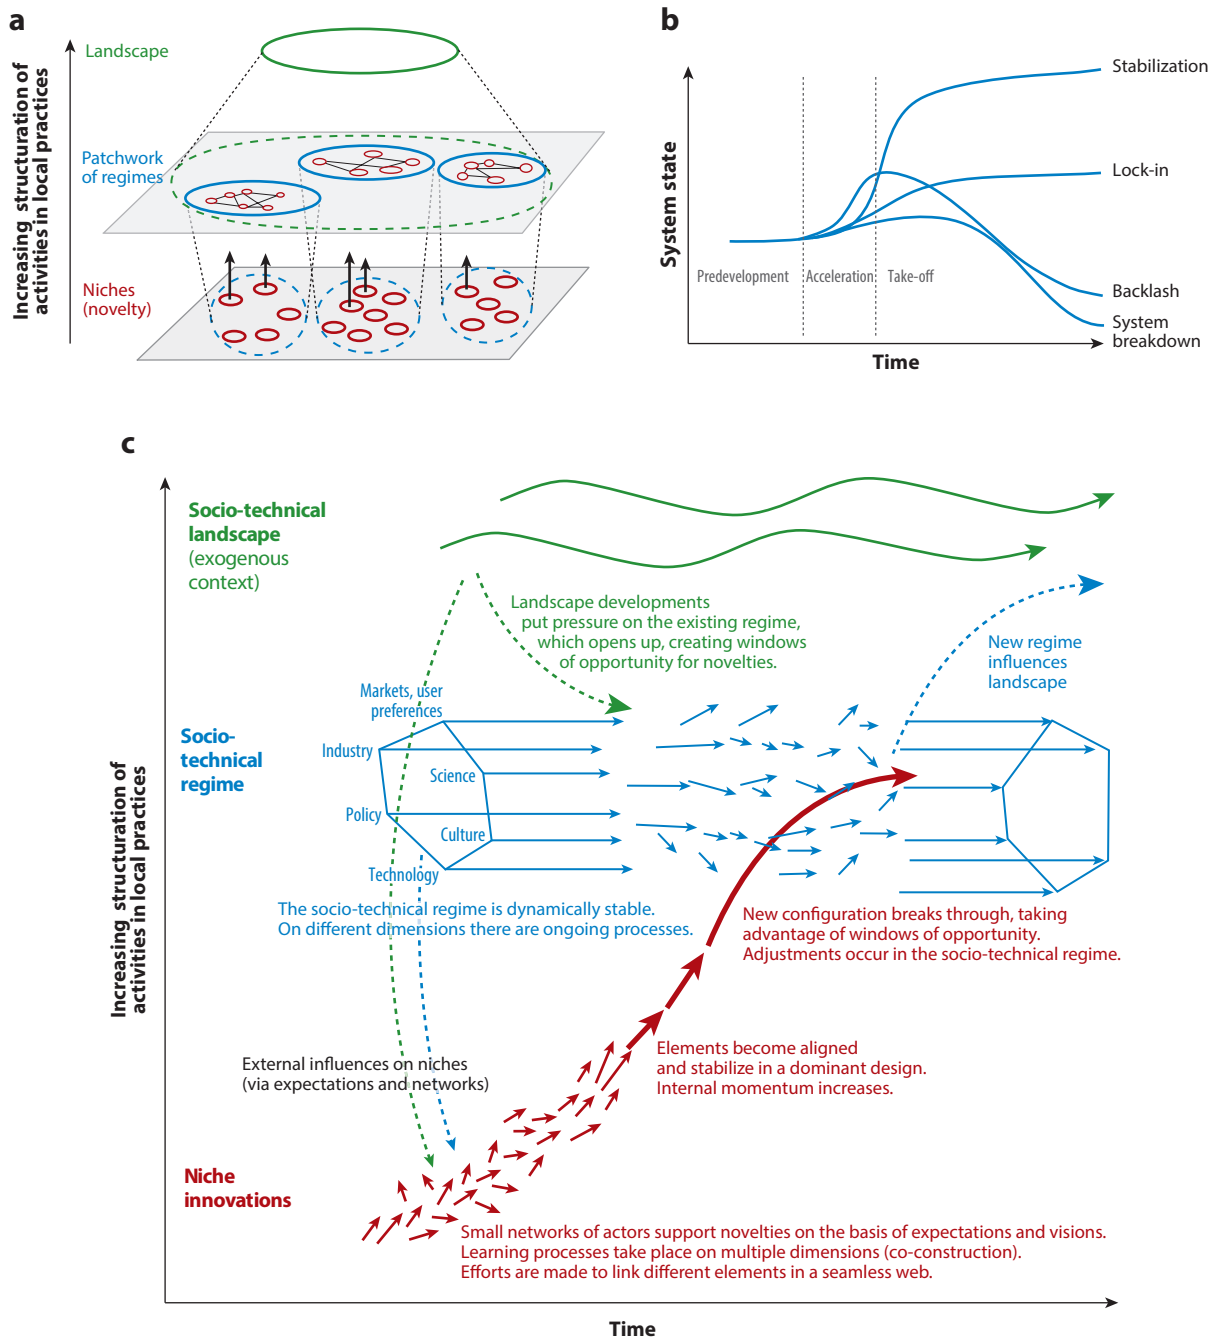 a
Increasing structuration of
activities in local practices
Landscape
Patchwork
of regimes
Niches
(novelty)
b
System state
Predevelopment
Acceleration
Take-off
Stabilization
Lock-in
Backlash
System
breakdown
Time
c
Increasing structuration of
activities in local practices
Socio-technical
landscape
(exogenous
context)
Landscape developments
put pressure on the existing regime,
which opens up, creating windows
of opportunity for novelties.
New regime
influences
landscape
Socio-
technical
regime
Markets, user
preferences
Industry
Science
Policy
Culture
Technology
The socio-technical regime is dynamically stable.
On different dimensions there are ongoing processes.
New configuration breaks through, taking
advantage of windows of opportunity.
Adjustments occur in the socio-technical regime.
External influences on niches
(via expectations and networks)
Elements become aligned
and stabilize in a dominant design.
Internal momentum increases.
Niche
innovations
Small networks of actors support novelties on the basis of expectations and visions.
Learning processes take place on multiple dimensions (co-construction).
Efforts are made to link different elements in a seamless web.
Time